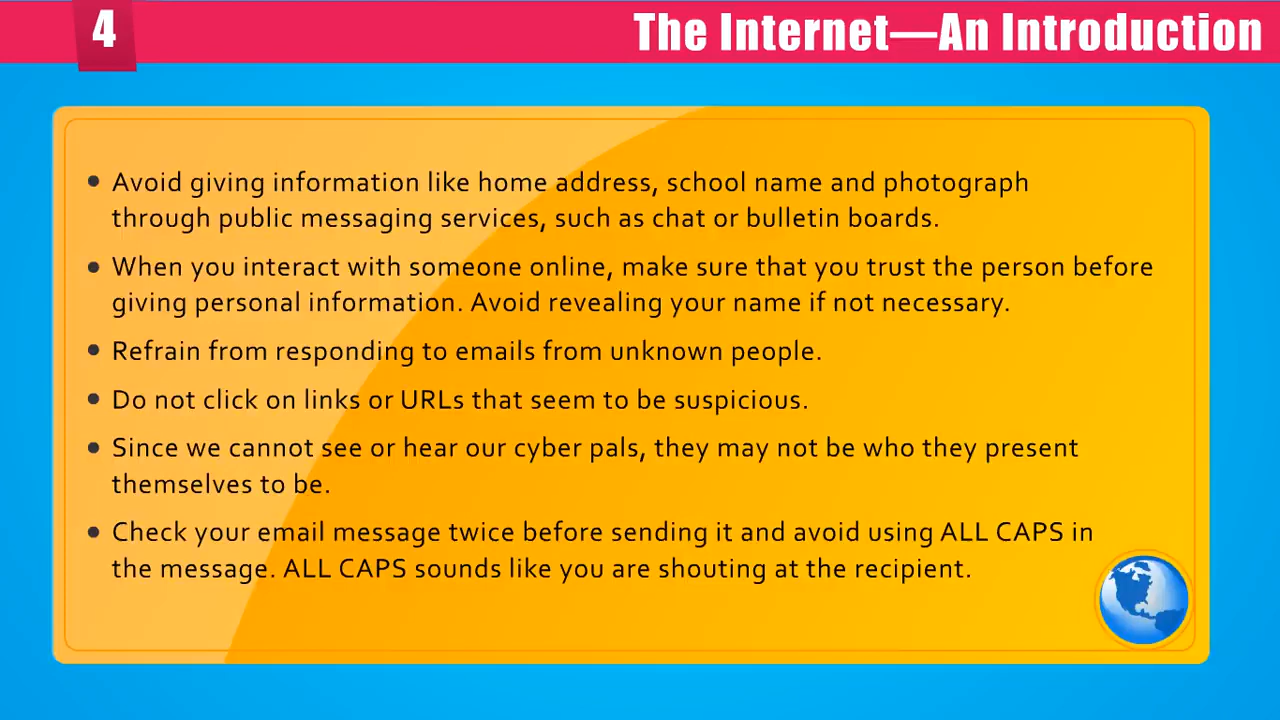 4
The Internet—An Introduction
• Avoid giving information like home address, school name and photograph
through public messaging services, such as chat or bulletin boards.
• When you interact with someone online, make sure that you trust the person before
giving personal information. Avoid revealing your name if not necessary.
• Refrain from responding to emails from unknown people.
• Do not click on links or URLs that seem to be suspicious.
• Since we cannot see or hear our cyber pals, they may not be who they present
themselves to be.
• Check your email message twice before sending it and avoid using ALL CAPS in
the message. ALL CAPS sounds like you are shouting at the recipient.